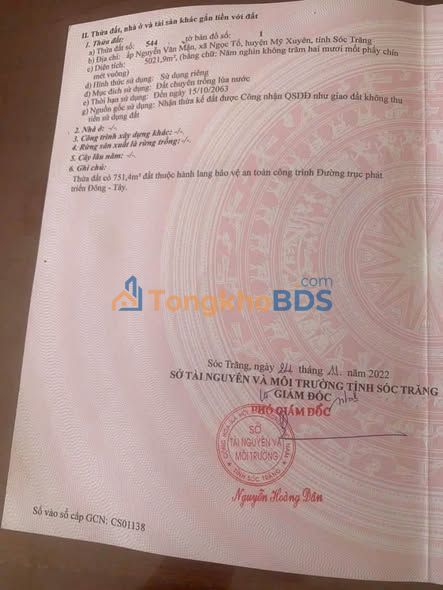 II. Thửa đất, nhà ở và tài sản khác gắn liền với đất
1. Thửa đất:
a) Thửa đất số: 544 , tờ bản đồ số: 1
b) Địa chỉ: ấp Nguyễn Văn Mận, xã Ngọc Tố, huyện Mỹ Xuyên, tỉnh Sóc Trăng
c) Diện tích: 5021,9m², (bằng chữ: Năm nghìn không trăm hai mươi mốt phẩy chín
mét vuông)
d) Hình thức sử dụng: Sử dụng riêng
đ) Mục đích sử dụng: Đất chuyên trồng lúa nước
e) Thời hạn sử dụng: Đến ngày 15/10/2063
g) Nguồn gốc sử dụng: Nhận thừa kế đất được Công nhận QSDĐ như giao đất không thu
tiền sử dụng đất
2. Nhà ở: -/-.
3. Công trình xây dựng khác: -/-.
4. Rừng sản xuất là rừng trồng: -/-.
5. Cây lâu năm: -/-.
6. Ghi chú:
Thửa đất có 751,4m² đất thuộc hành lang bảo vệ an toàn công trình Đường trục phát
triển Đông - Tây.
TongkhoBDS.com
Sóc Trăng, ngày 24 tháng 11 năm 2022
SỞ TÀI NGUYÊN VÀ MÔI TRƯỜNG TỈNH SÓC TRĂNG
GIÁM ĐỐC
PHÓ GIÁM ĐỐC
SỞ
TÀI NGUYÊN VÀ
MÔI TRƯỜNG
TỈNH SÓC TRĂNG
Nguyễn Hoàng Dân
Số vào sổ cấp GCN: CS01138